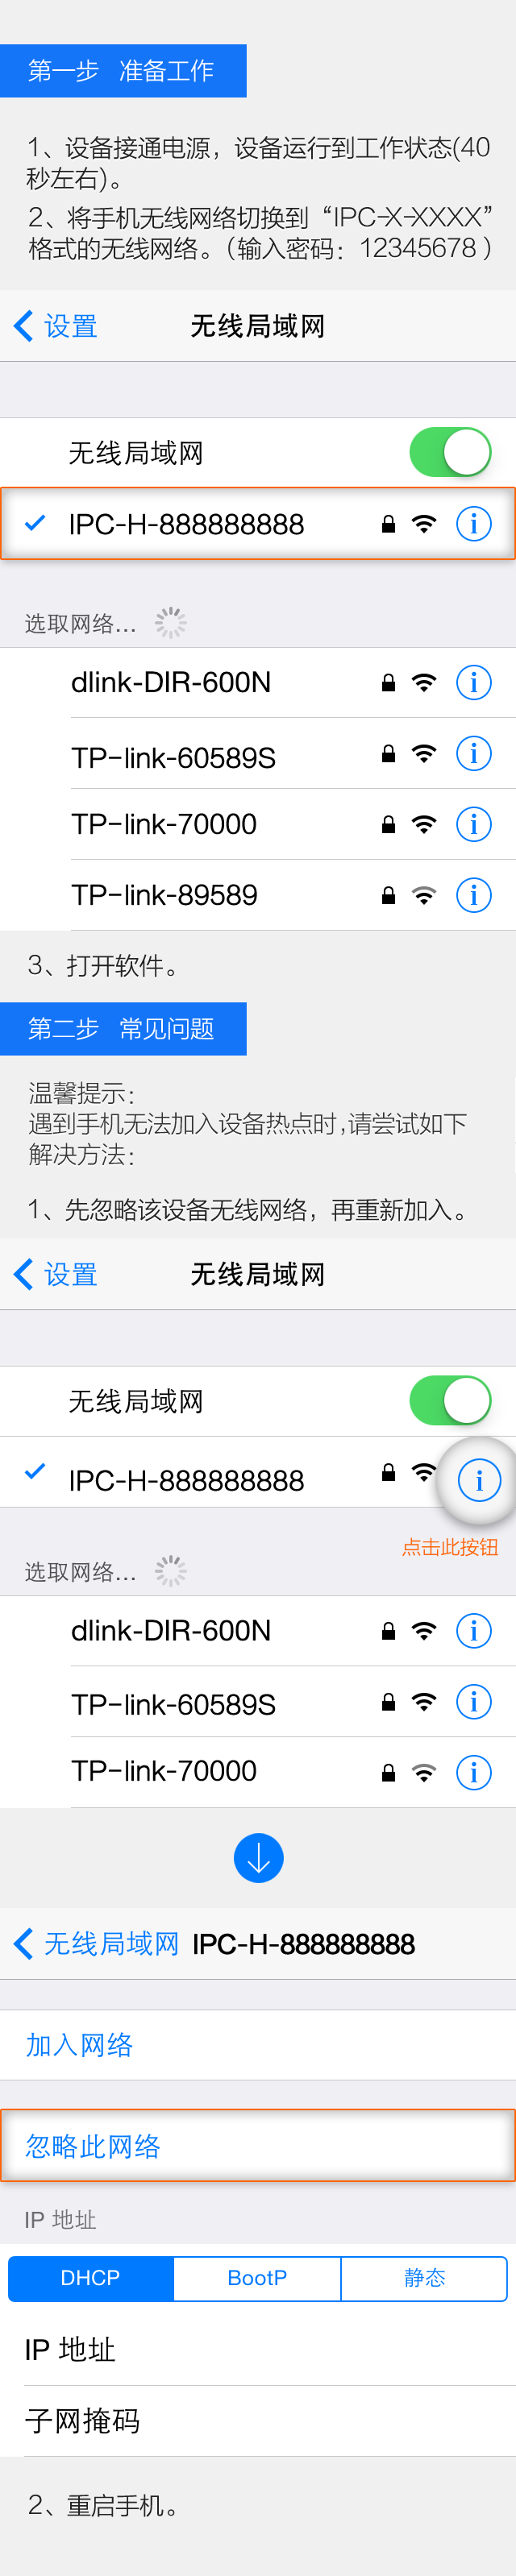 第一步 准备工作
1、设备接通电源，设备运行到工作状态(40
秒左右)。
2、将手机无线网络切换到“IPC-X-XXXX”
格式的无线网络。（输入密码：12345678 ）
设置 无线局域网
无线局域网
IPC-H-888888888
选取网络...
dlink-DIR-600N
TP-link-60589S
TP-link-70000
TP-link-89589
3、打开软件。
第二步 常见问题
温馨提示：
遇到手机无法加入设备热点时,请尝试如下
解决方法：
1、先忽略该设备无线网络，再重新加入。
设置 无线局域网
无线局域网
IPC-H-888888888
点击此按钮
选取网络...
dlink-DIR-600N
TP-link-60589S
TP-link-70000
无线局域网 IPC-H-888888888
加入网络
忽略此网络
IP 地址
DHCP BootP 静态
IP 地址
子网掩码
2、重启手机。